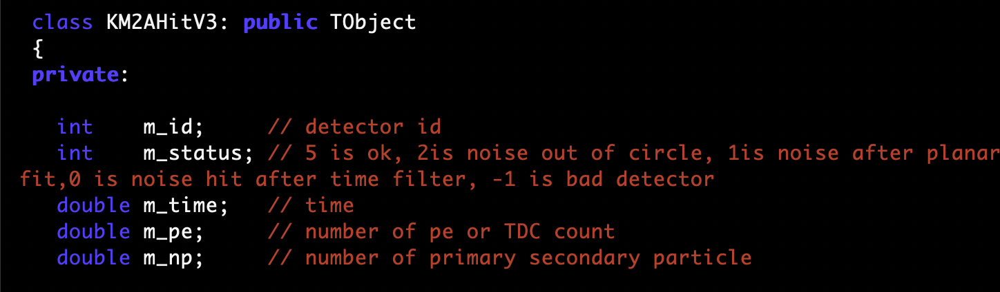 class KM2AHitV3: public TObject
{
private:
int m_id; // detector id
int m_status; // 5 is ok, 2is noise out of circle, 1is noise after planar
fit,0 is noise hit after time filter, -1 is bad detector
double m_time; // time
double m_pe; // number of pe or TDC count
double m_np; // number of primary secondary particle